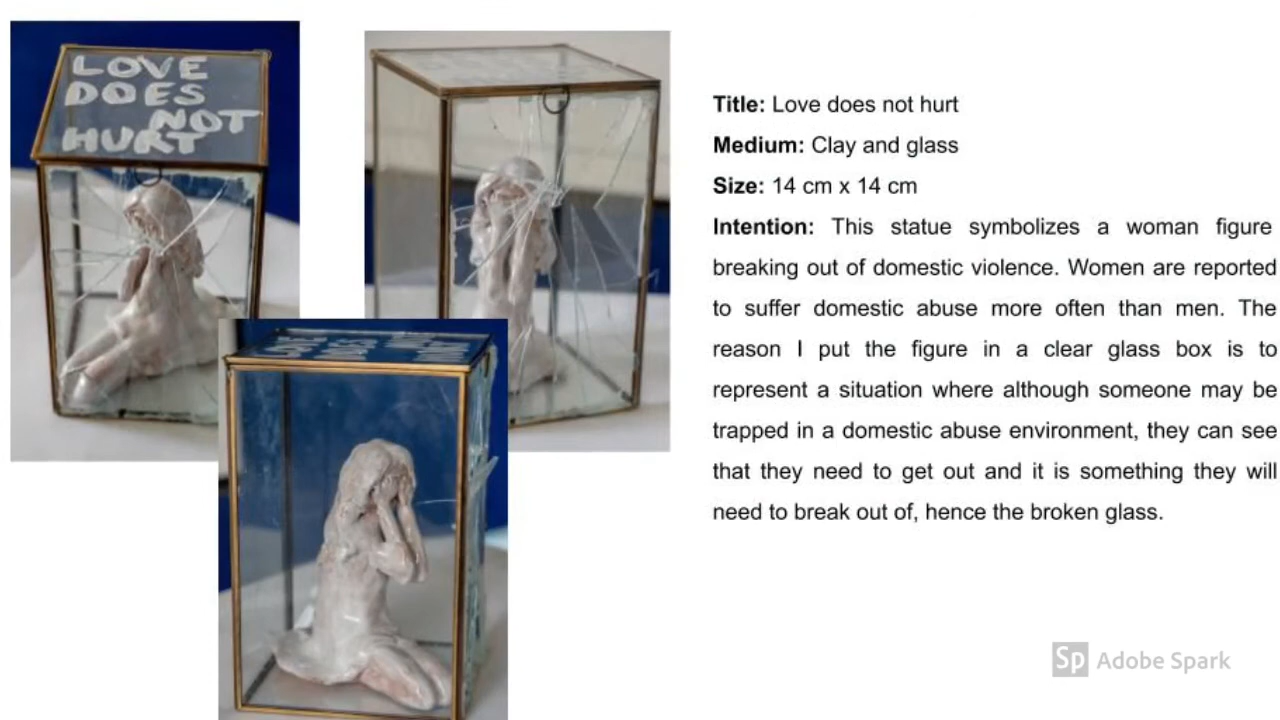 LOVE
DOES
NOT
HURT
Title: Love does not hurt
Medium: Clay and glass
Size: 14 cm x 14 cm
Intention: This statue symbolizes a woman figure
breaking out of domestic violence. Women are reported
to suffer domestic abuse more often than men. The
reason I put the figure in a clear glass box is to
represent a situation where although someone may be
trapped in a domestic abuse environment, they can see
that they need to get out and it is something they will
need to break out of, hence the broken glass.
Sp Adobe Spark